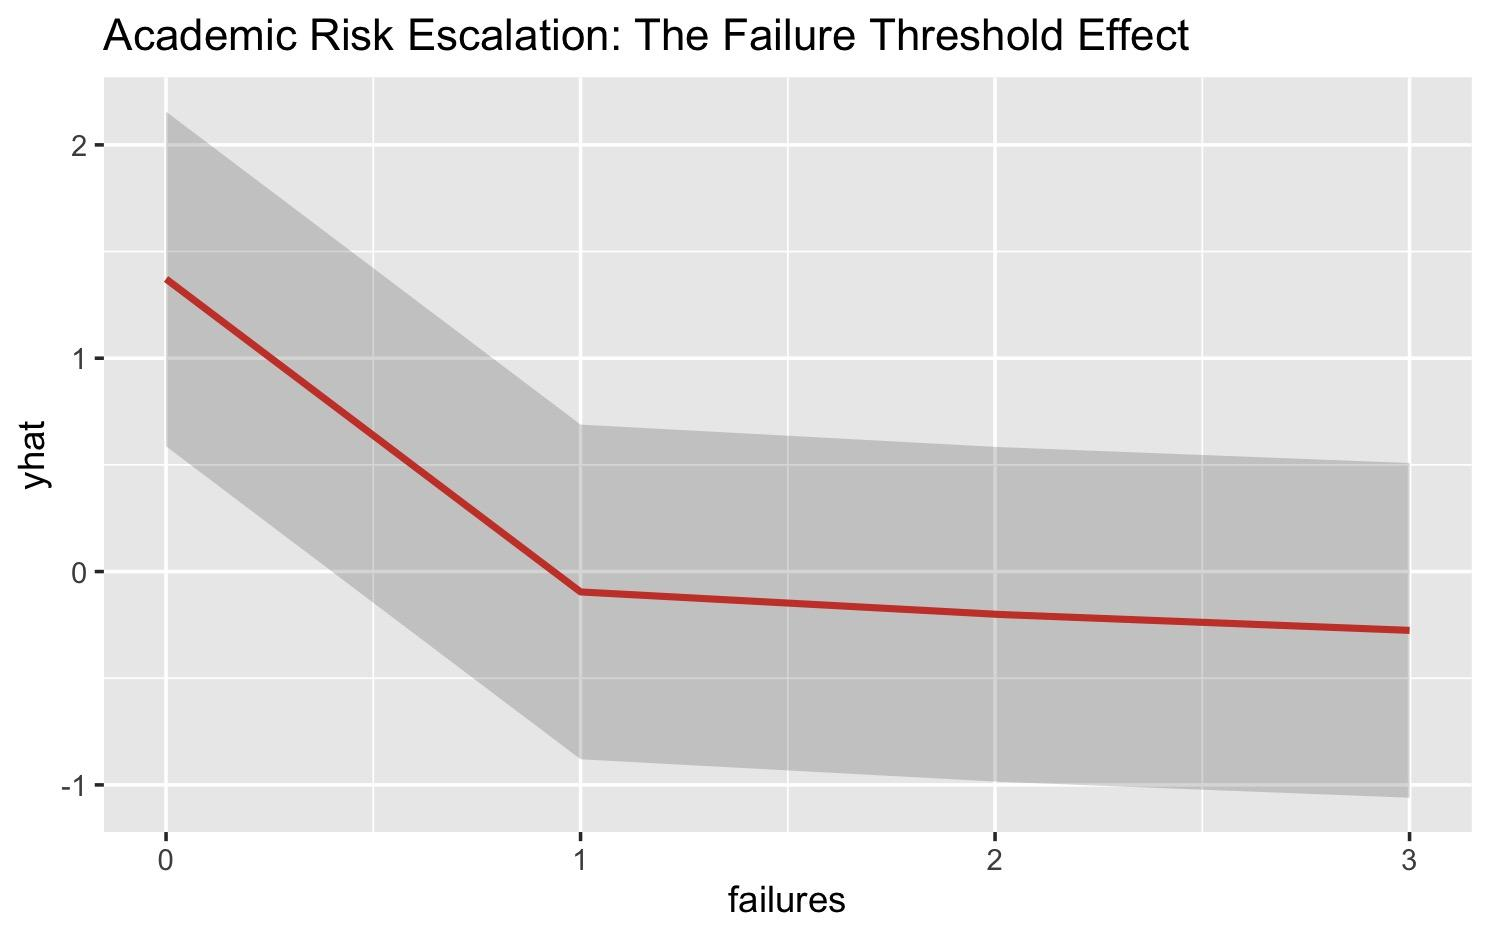 Academic Risk Escalation: The Failure Threshold Effect
2
1
0
-1
yhat
0 1 2 3
failures